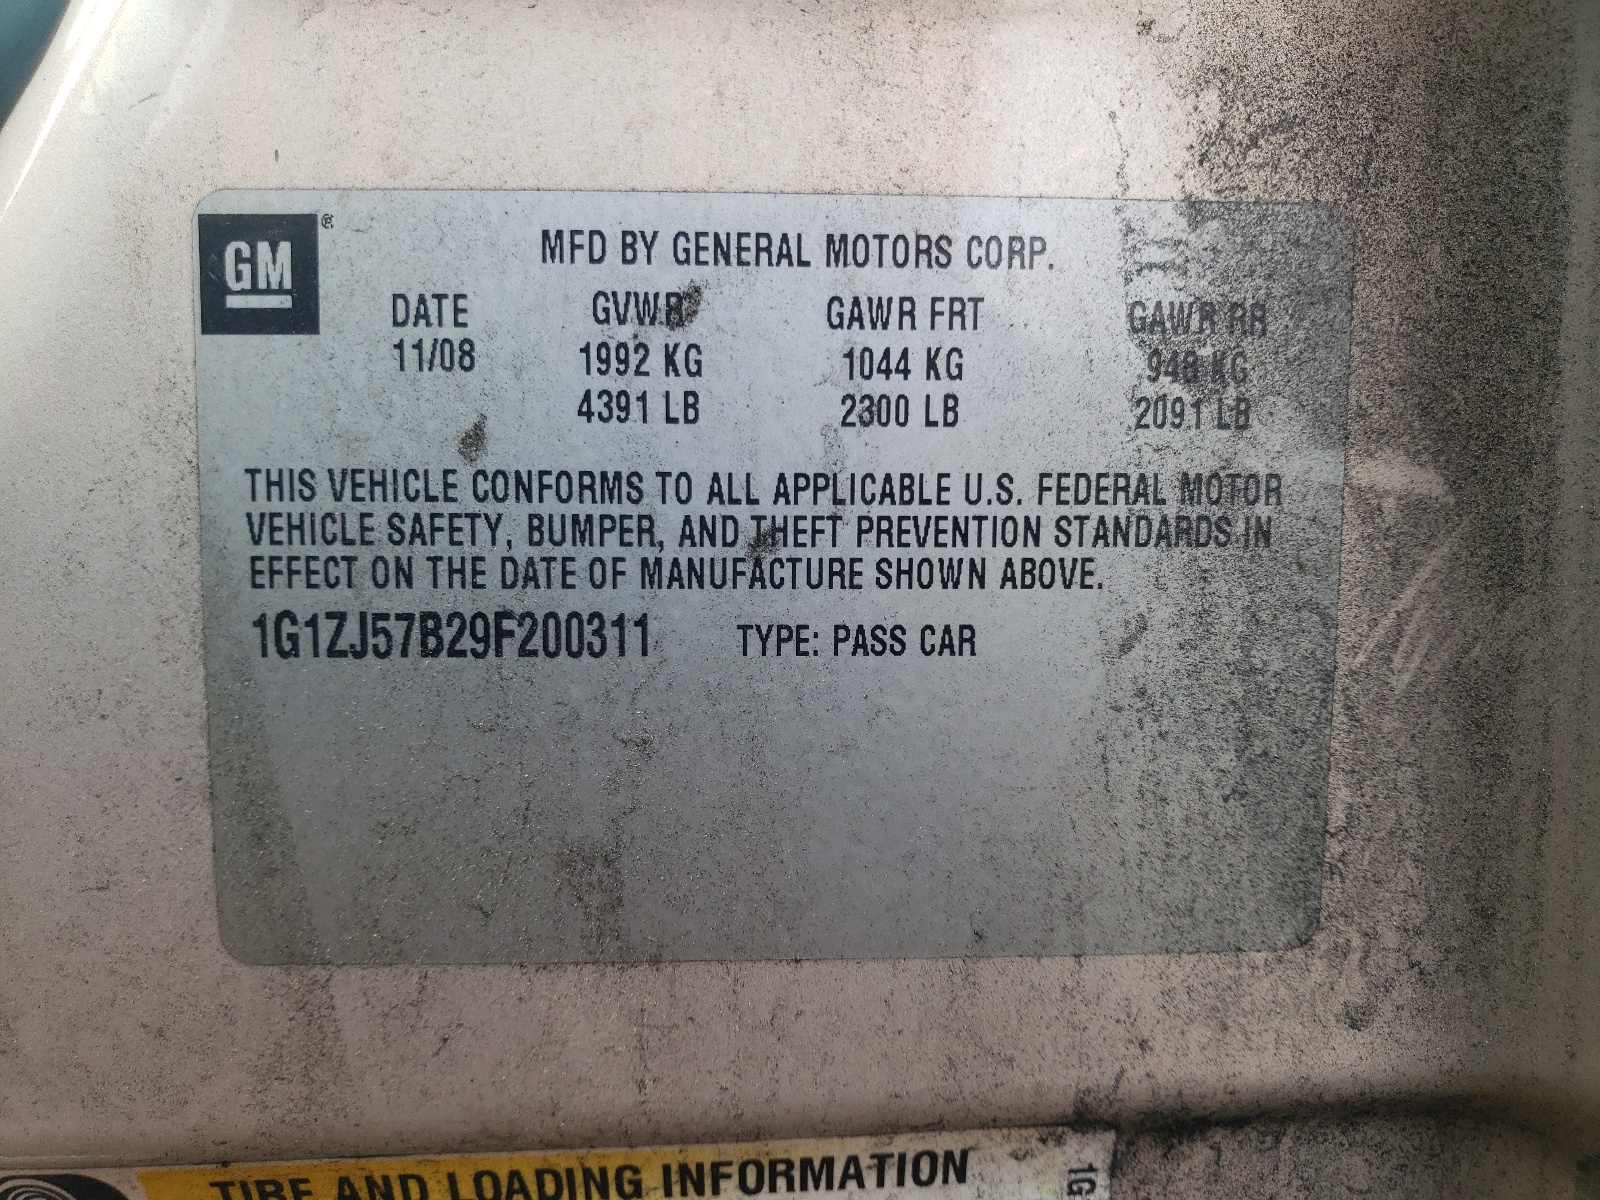 GM ®
MFD BY GENERAL MOTORS CORP.
DATE GVWR GAWR FRT GAWR RR
11/08 1992 KG 1044 KG 948 KG
4391 LB 2300 LB 2091 LB
THIS VEHICLE CONFORMS TO ALL APPLICABLE U.S. FEDERAL MOTOR
VEHICLE SAFETY, BUMPER, AND THEFT PREVENTION STANDARDS IN
EFFECT ON THE DATE OF MANUFACTURE SHOWN ABOVE.
1G1ZJ57B29F200311 TYPE: PASS CAR
TIRE AND LOADING INFORMATION
1G